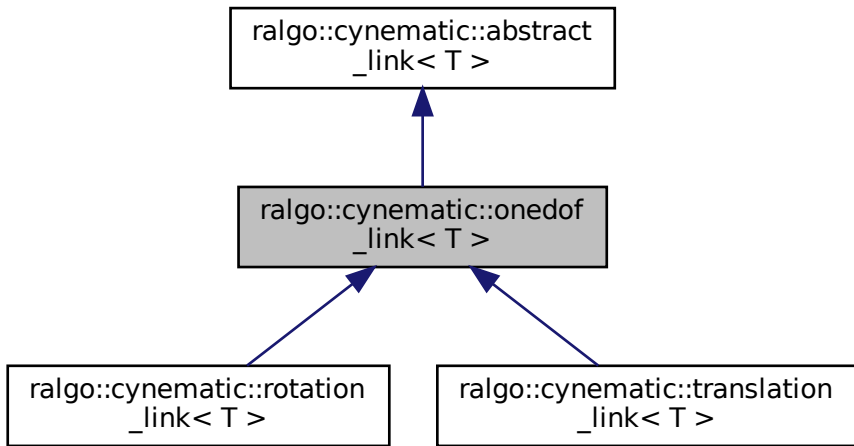 ralgo::cynematic::abstract
_link< T >
ralgo::cynematic::onedof
_link< T >
ralgo::cynematic::rotation
_link< T >
ralgo::cynematic::translation
_link< T >